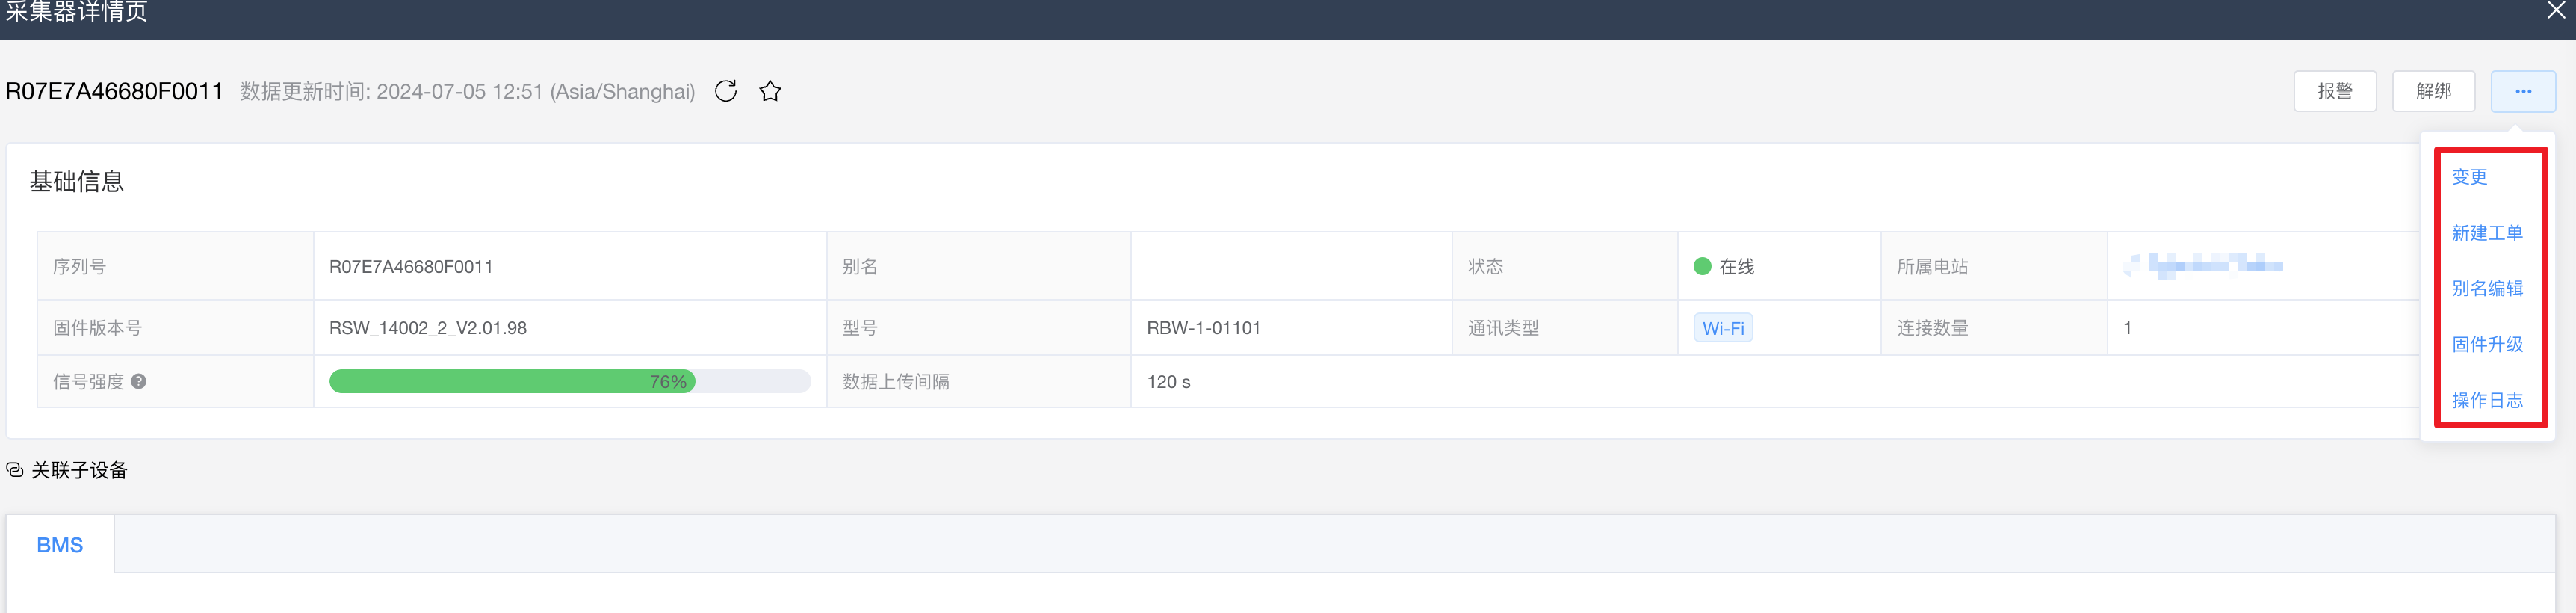 采集器详情页
R07E7A46680F0011 数据更新时间: 2024-07-05 12:51 (Asia/Shanghai)
报警 解绑 ···
变更
新建工单
别名编辑
固件升级
操作日志
基础信息
序列号 R07E7A46680F0011 别名 状态 在线 所属电站
固件版本号 RSW_14002_2_V2.01.98 型号 RBW-1-01101 通讯类型 Wi-Fi 连接数量 1
信号强度 ? 76% 数据上传间隔 120 s
关联子设备
BMS